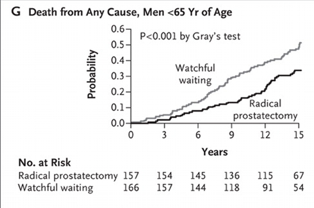 G Death from Any Cause, Men <65 Yr of Age
P<0.001 by Gray's test
Probability
0.6
0.5
0.4
0.3
0.2
0.1
0.0
Watchful
waiting
Radical
prostatectomy
0 3 6 9 12 15
Years
No. at Risk
Radical prostatectomy 157 154 145 136 115 67
Watchful waiting 166 157 144 118 91 54